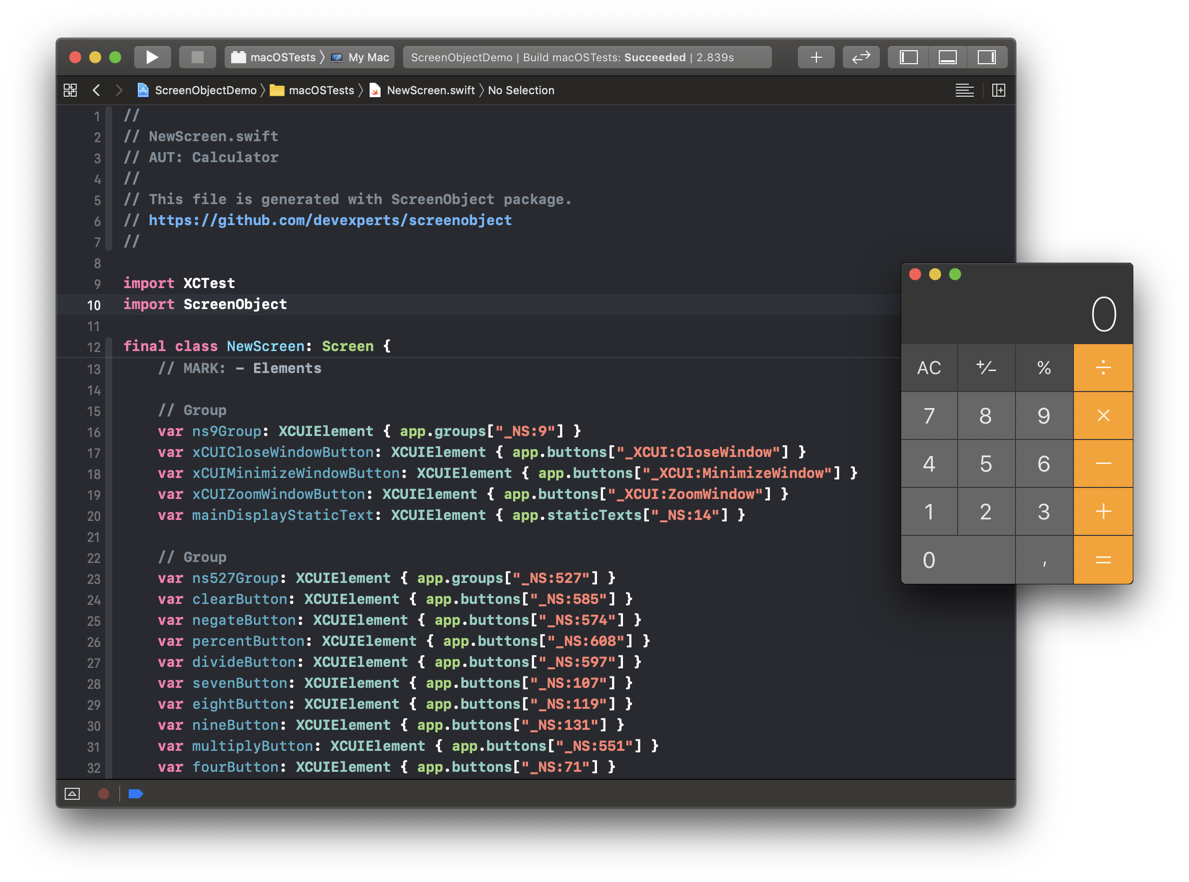 macOSTests 〉 My Mac
ScreenObjectDemo | Build macOSTests: Succeeded | 2.839s
ScreenObjectDemo 〉 macOSTests 〉 NewScreen.swift 〉 No Selection
1 //
2 // NewScreen.swift
3 // AUT: Calculator
4 //
5 // This file is generated with ScreenObject package.
6 // https://github.com/devexperts/screenobject
7 //
8
9 import XCTest
10 import ScreenObject
11
12 final class NewScreen: Screen {
13 // MARK: - Elements
14
15 // Group
16 var ns9Group: XCUIElement { app.groups["_NS:9"] }
17 var xCUICloseWindowButton: XCUIElement { app.buttons["_XCUI:CloseWindow"] }
18 var xCUIMinimizeWindowButton: XCUIElement { app.buttons["_XCUI:MinimizeWindow"] }
19 var xCUIZoomWindowButton: XCUIElement { app.buttons["_XCUI:ZoomWindow"] }
20 var mainDisplayStaticText: XCUIElement { app.staticTexts["_NS:14"] }
21
22 // Group
23 var ns527Group: XCUIElement { app.groups["_NS:527"] }
24 var clearButton: XCUIElement { app.buttons["_NS:585"] }
25 var negateButton: XCUIElement { app.buttons["_NS:574"] }
26 var percentButton: XCUIElement { app.buttons["_NS:608"] }
27 var divideButton: XCUIElement { app.buttons["_NS:597"] }
28 var sevenButton: XCUIElement { app.buttons["_NS:107"] }
29 var eightButton: XCUIElement { app.buttons["_NS:119"] }
30 var nineButton: XCUIElement { app.buttons["_NS:131"] }
31 var multiplyButton: XCUIElement { app.buttons["_NS:551"] }
32 var fourButton: XCUIElement { app.buttons["_NS:71"] }
0
AC +/- % ÷
7 8 9 ×
4 5 6 −
1 2 3 +
0 , =